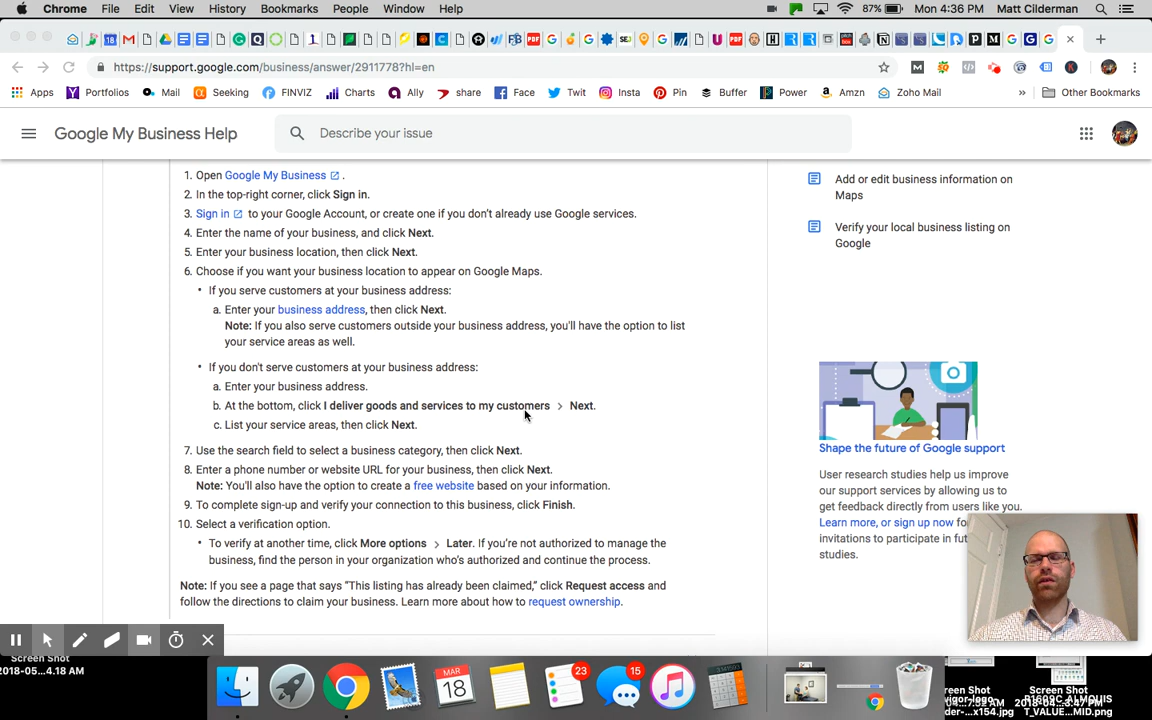 Chrome File Edit View History Bookmarks People Window Help 87% Mon 4:36 PM Matt Cilderman
https://support.google.com/business/answer/2911778?hl=en
Apps Portfolios Mail Seeking FINVIZ Charts Ally share Face Twit Insta Pin Buffer Power Amzn Zoho Mail » Other Bookmarks
Google My Business Help Describe your issue
1. Open Google My Business .
2. In the top-right corner, click Sign in.
3. Sign in to your Google Account, or create one if you don't already use Google services.
4. Enter the name of your business, and click Next.
5. Enter your business location, then click Next.
6. Choose if you want your business location to appear on Google Maps.
• If you serve customers at your business address:
a. Enter your business address, then click Next.
Note: If you also serve customers outside your business address, you'll have the option to list
your service areas as well.
• If you don't serve customers at your business address:
a. Enter your business address.
b. At the bottom, click I deliver goods and services to my customers > Next.
c. List your service areas, then click Next.
7. Use the search field to select a business category, then click Next.
8. Enter a phone number or website URL for your business, then click Next.
Note: You'll also have the option to create a free website based on your information.
9. To complete sign-up and verify your connection to this business, click Finish.
10. Select a verification option.
• To verify at another time, click More options > Later. If you're not authorized to manage the
business, find the person in your organization who's authorized and continue the process.
Note: If you see a page that says "This listing has already been claimed," click Request access and
follow the directions to claim your business. Learn more about how to request ownership.
Add or edit business information on
Maps
Verify your local business listing on
Google
Shape the future of Google support
User research studies help us improve
our support services by allowing us to
get feedback directly from users like you.
Learn more, or sign up now fo
invitations to participate in fut
studies.
Screen Shot
2018-05....4.18 AM
MAR
18
23
15
Screen Shot
Screen Shot